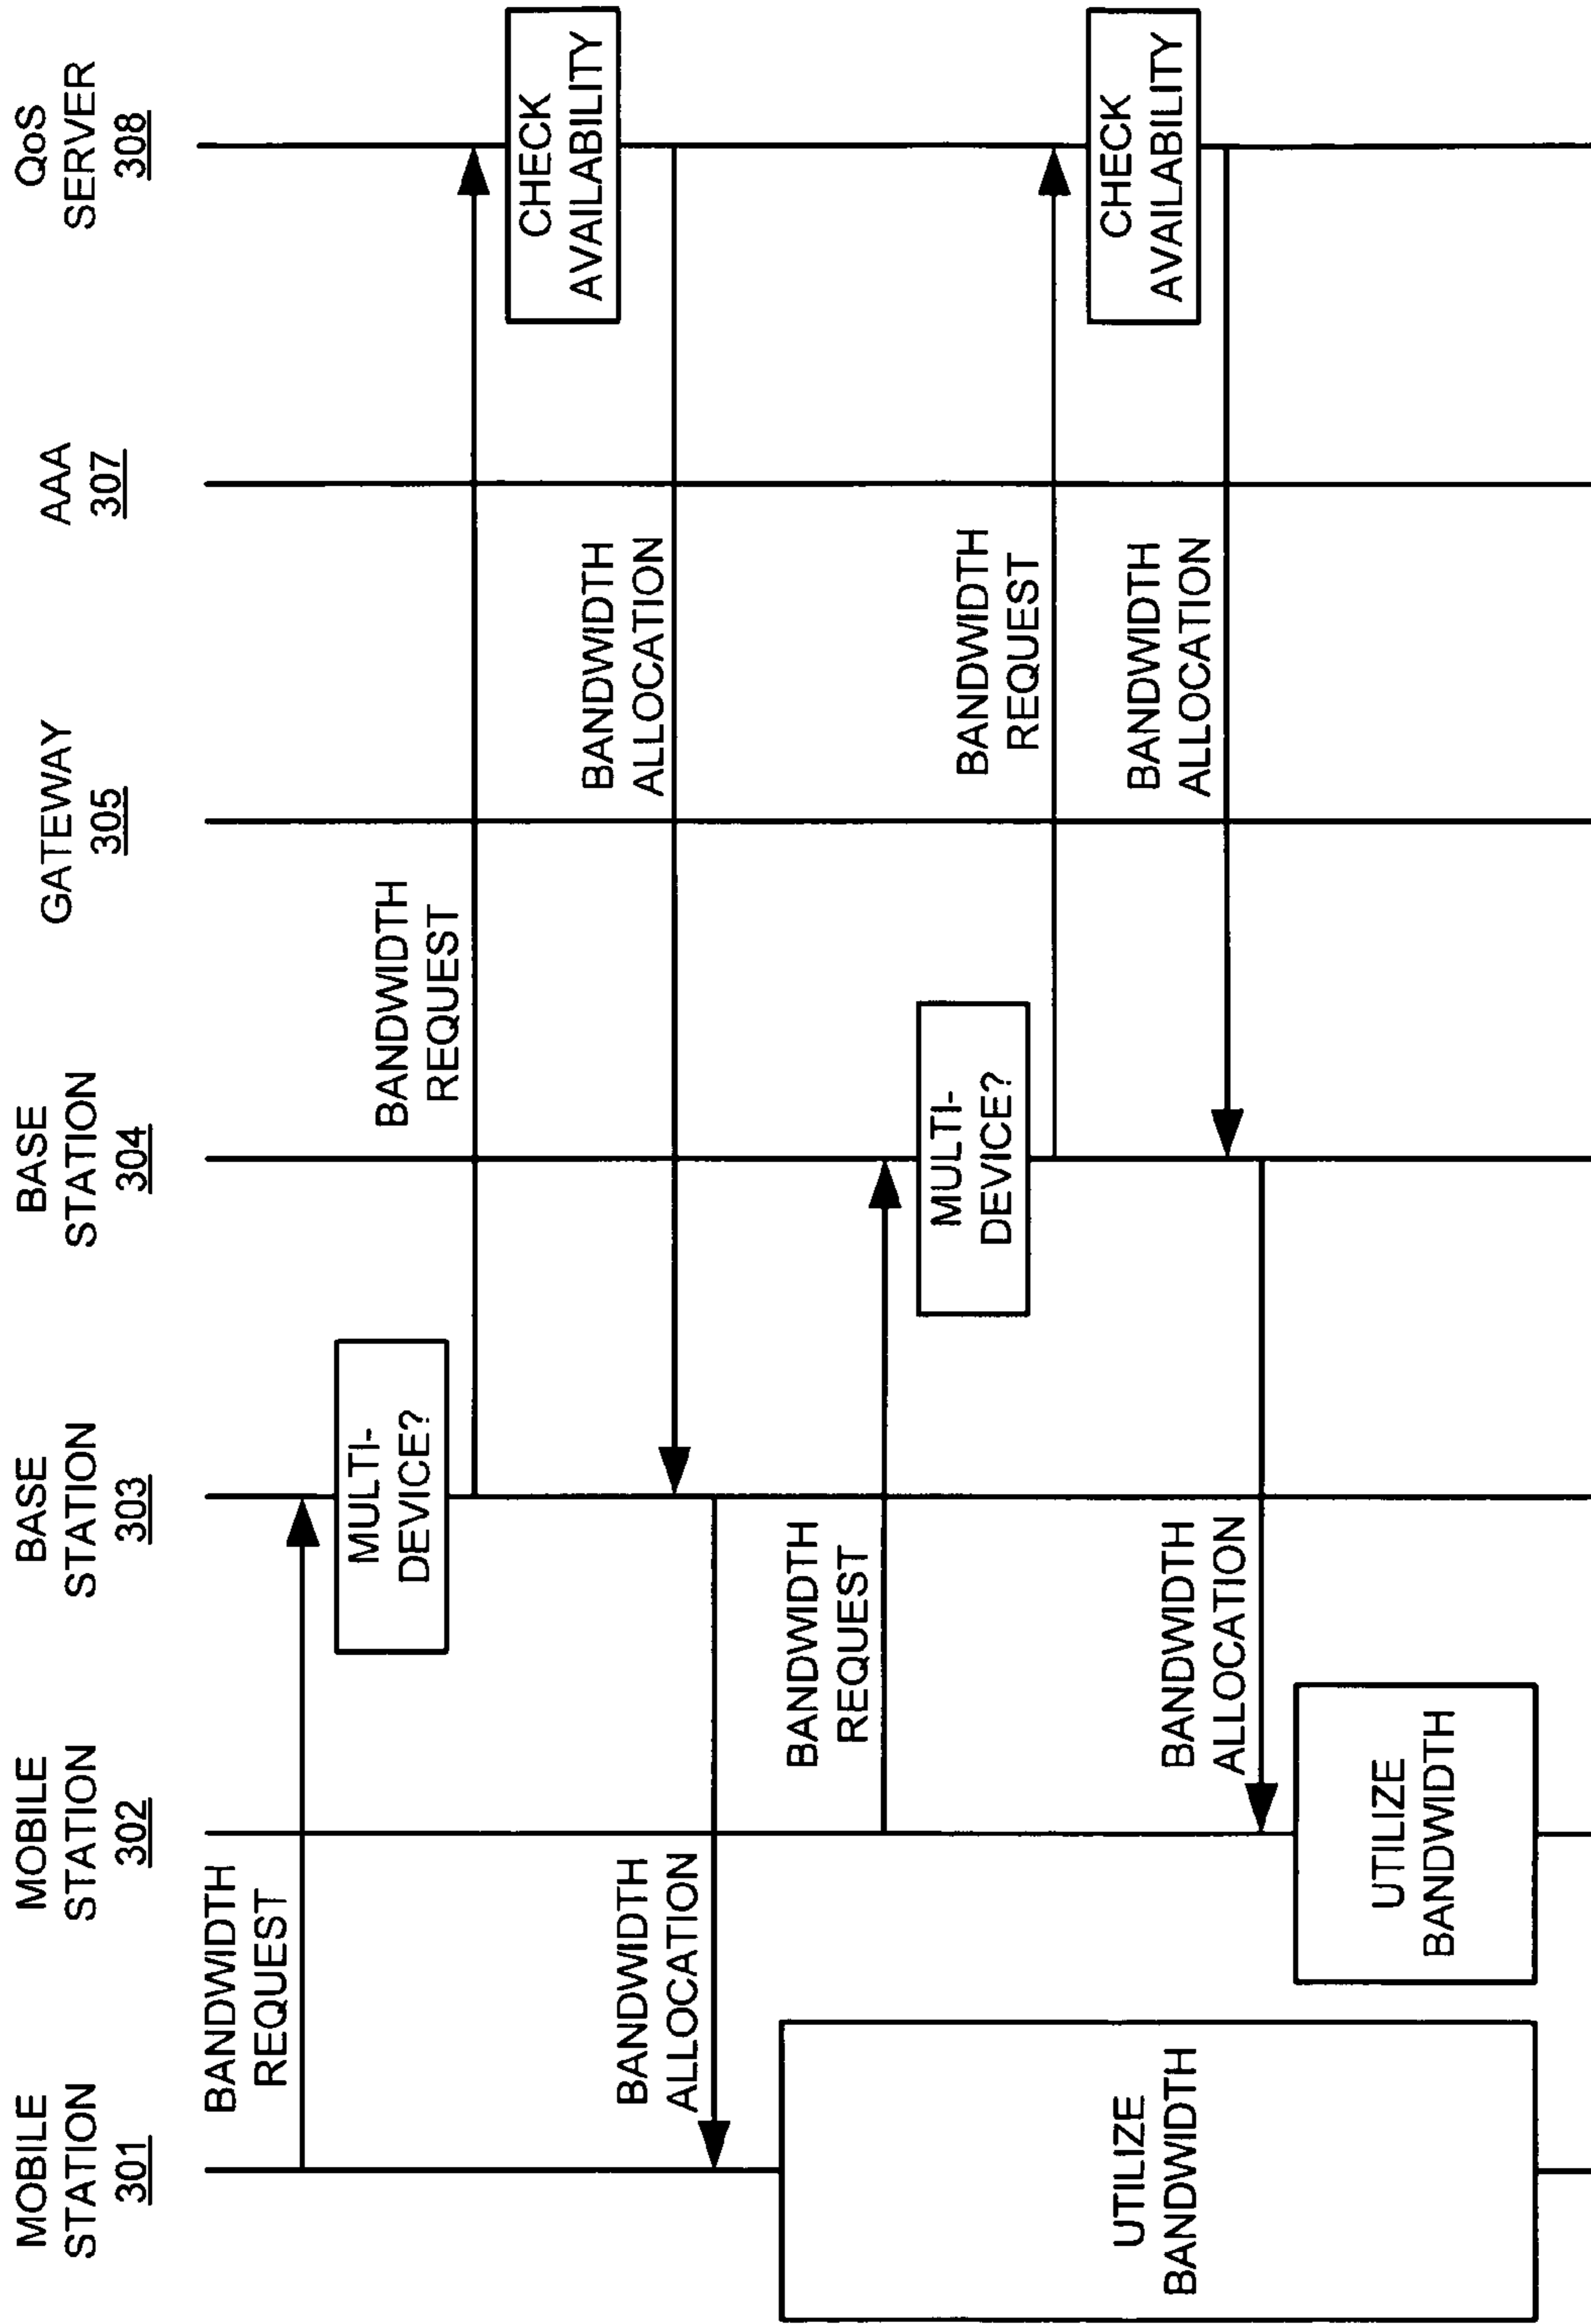 MOBILE
STATION
301
MOBILE
STATION
302
BASE
STATION
303
BASE
STATION
304
GATEWAY
305
AAA
307
QoS
SERVER
308
BANDWIDTH
REQUEST
MULTI-
DEVICE?
BANDWIDTH
REQUEST
CHECK
AVAILABILITY
BANDWIDTH
ALLOCATION
BANDWIDTH
ALLOCATION
BANDWIDTH
REQUEST
MULTI-
DEVICE?
BANDWIDTH
REQUEST
CHECK
AVAILABILITY
BANDWIDTH
ALLOCATION
BANDWIDTH
ALLOCATION
UTILIZE
BANDWIDTH
UTILIZE
BANDWIDTH